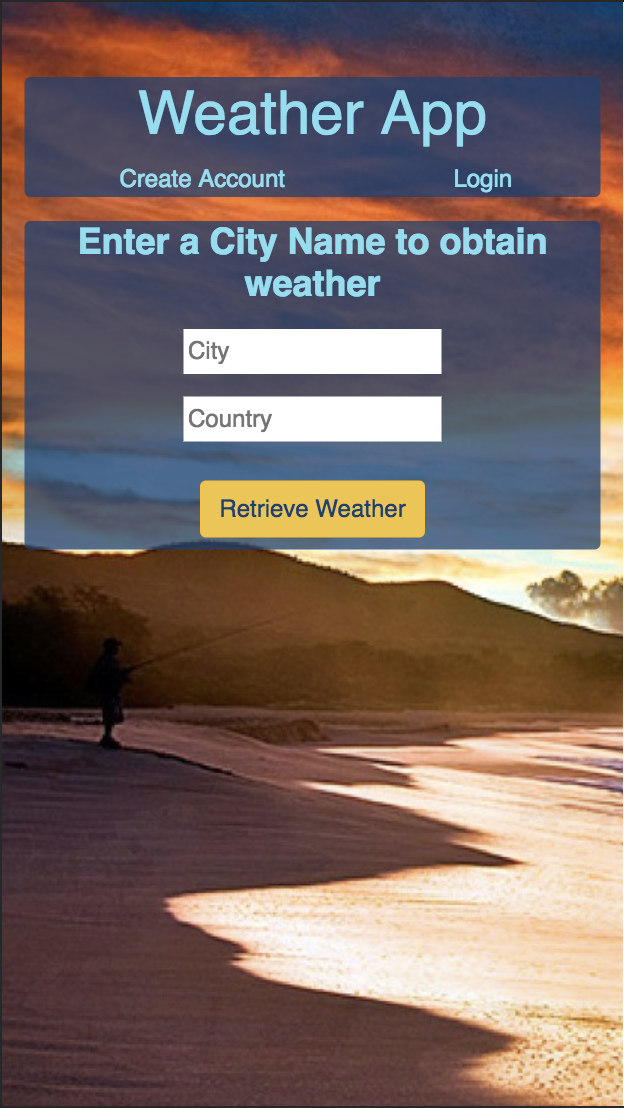 Weather App
Create Account
Login
Enter a City Name to obtain
weather
City
Country
Retrieve Weather